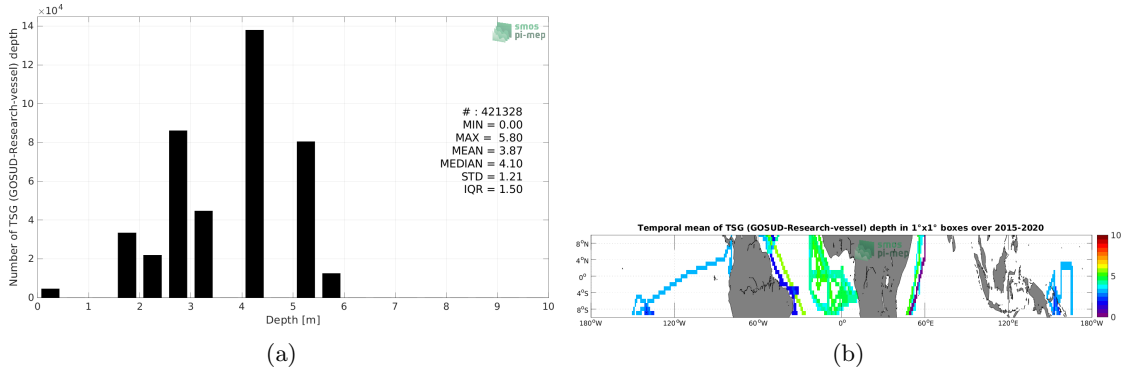 ×10⁴
14
12
10
8
6
4
2
0
Number of TSG (GOSUD-Research-vessel) depth
smos
pi-mep
# : 421328
MIN = 0.00
MAX = 5.80
MEAN = 3.87
MEDIAN = 4.10
STD = 1.21
IQR = 1.50
0 1 2 3 4 5 6 7 8 9 10
Depth [m]
(a)
Temporal mean of TSG (GOSUD-Research-vessel) depth in 1°x1° boxes over 2015-2020
smos
pi-mep
8°N
4°N
0°
4°S
8°S
180°W 120°W 60°W 0° 60°E 120°E 180°W
10
5
0
(b)